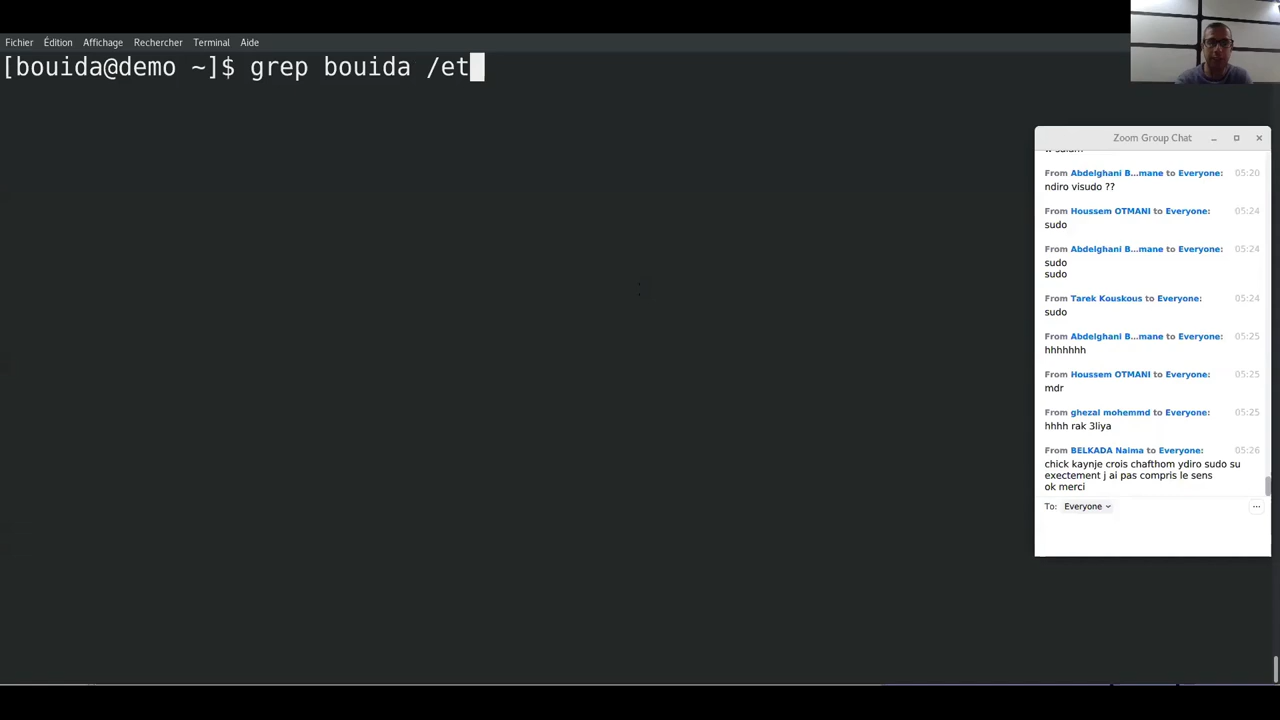 Fichier Édition Affichage Rechercher Terminal Aide
[bouida@demo ~]$ grep bouida /et
Zoom Group Chat
From Abdelghani B...mane to Everyone: 05:20
ndiro visudo ??
From Houssem OTMANI to Everyone: 05:24
sudo
From Abdelghani B...mane to Everyone: 05:24
sudo
sudo
From Tarek Kouskous to Everyone: 05:24
sudo
From Abdelghani B...mane to Everyone: 05:25
hhhhhhh
From Houssem OTMANI to Everyone: 05:25
mdr
From ghezal mohemmd to Everyone: 05:25
hhhh rak 3liya
From BELKADA Naima to Everyone: 05:26
chick kaynje crois chafthom ydiro sudo su
exectement j ai pas compris le sens
ok merci
To: Everyone